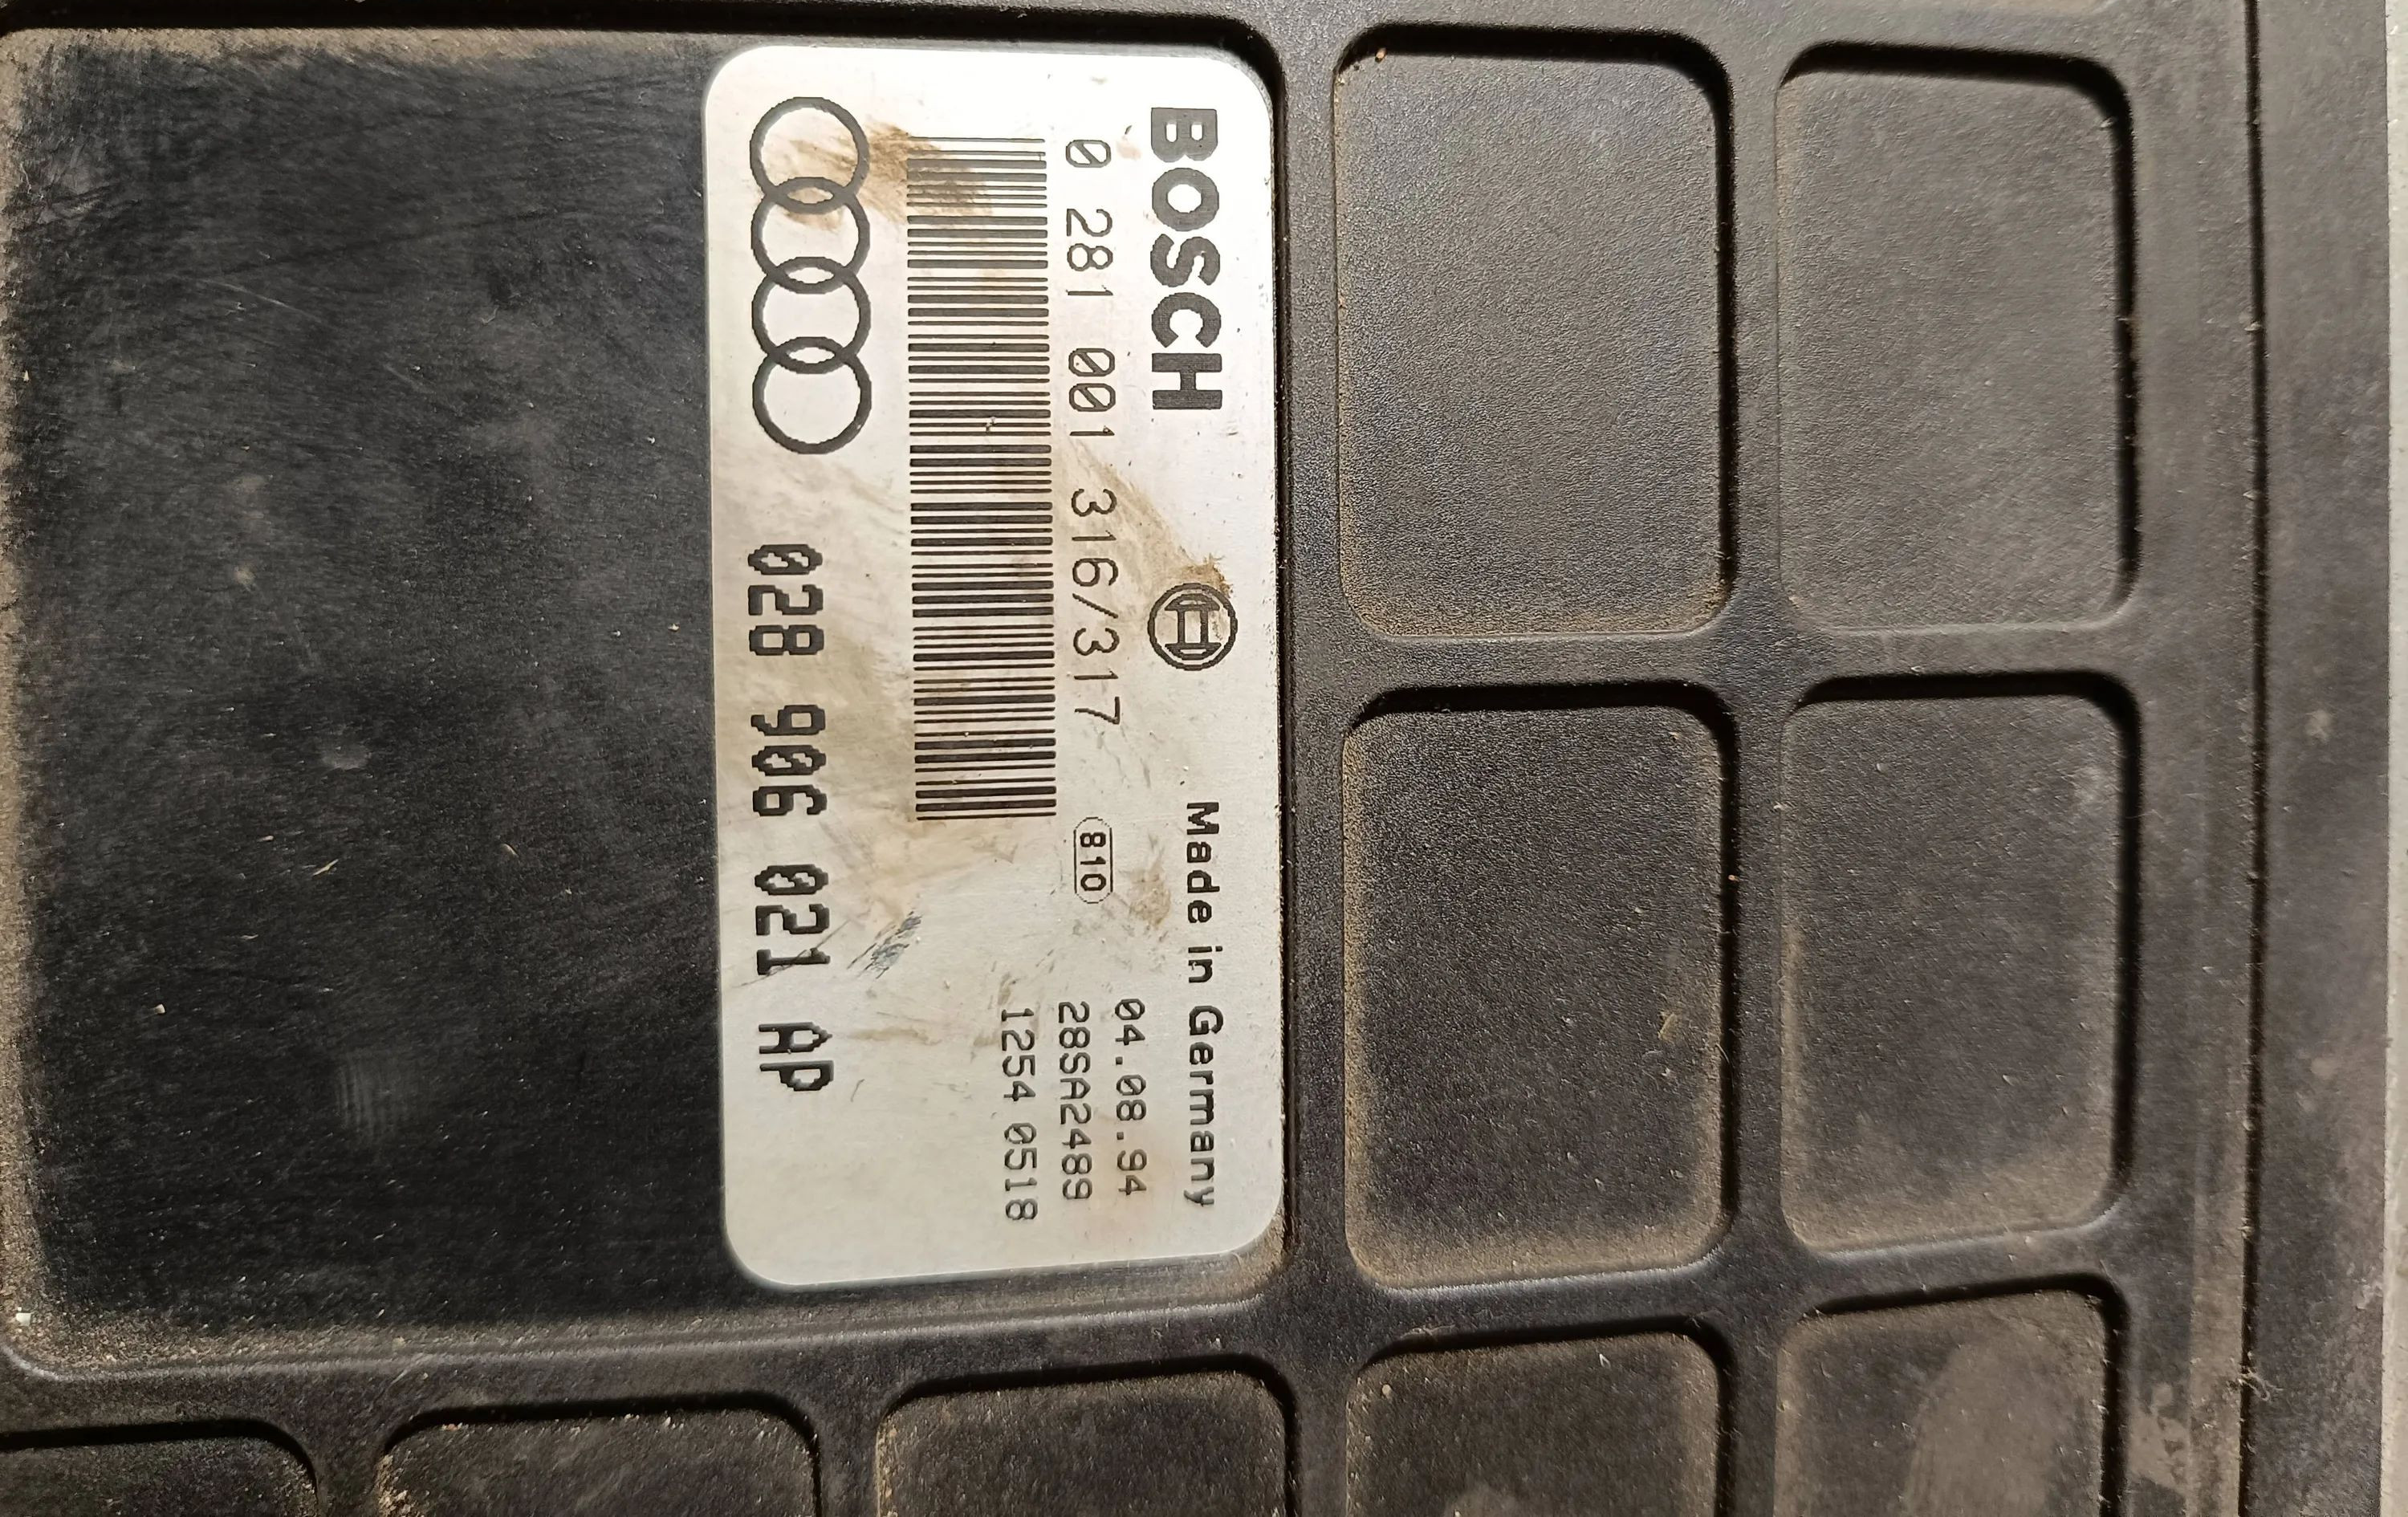 BOSCH
Made in Germany
0 281 001 316/317
810
04.08.94
28SA2489
1254 0518
028 906 021 AP